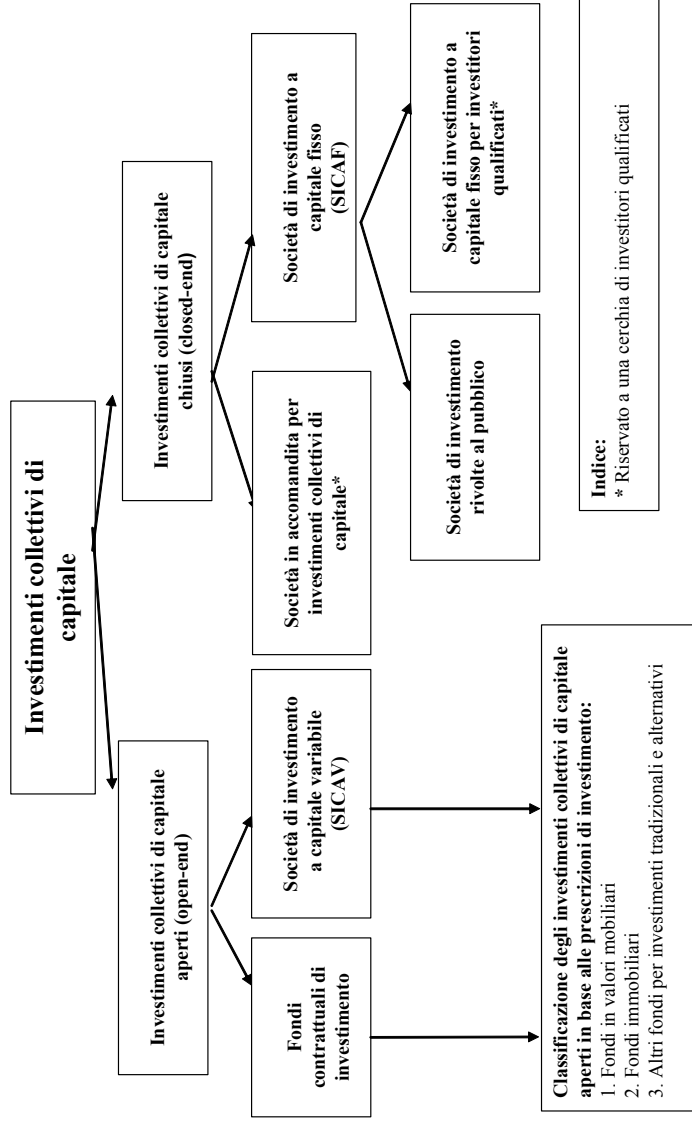 Investimenti collettivi di
capitale
Investimenti collettivi di capitale
aperti (open-end)
Investimenti collettivi di capitale
chiusi (closed-end)
Fondi
contrattuali di
investimento
Società di investimento
a capitale variabile
(SICAV)
Società in accomandita per
investimenti collettivi di
capitale*
Società di investimento a
capitale fisso
(SICAF)
Società di investimento
rivolte al pubblico
Società di investimento a
capitale fisso per investitori
qualificati*
Classificazione degli investimenti collettivi di capitale
aperti in base alle prescrizioni di investimento:
1. Fondi in valori mobiliari
2. Fondi immobiliari
3. Altri fondi per investimenti tradizionali e alternativi
Indice:
* Riservato a una cerchia di investitori qualificati